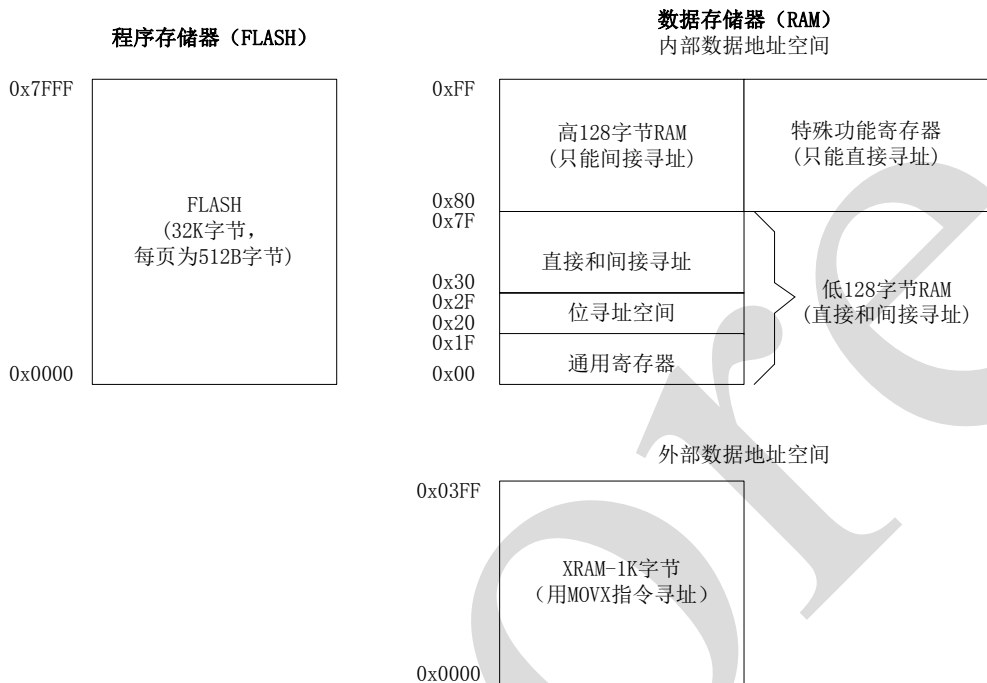 程序存储器（FLASH）
0x7FFF
FLASH
(32K字节，
每页为512B字节)
0x0000
数据存储器（RAM）
内部数据地址空间
0xFF
高128字节RAM
(只能间接寻址)
特殊功能寄存器
(只能直接寻址)
0x80
0x7F
直接和间接寻址
0x30
0x2F
位寻址空间
0x20
0x1F
通用寄存器
0x00
低128字节RAM
(直接和间接寻址)
外部数据地址空间
0x03FF
XRAM-1K字节
（用MOVX指令寻址）
0x0000
ore